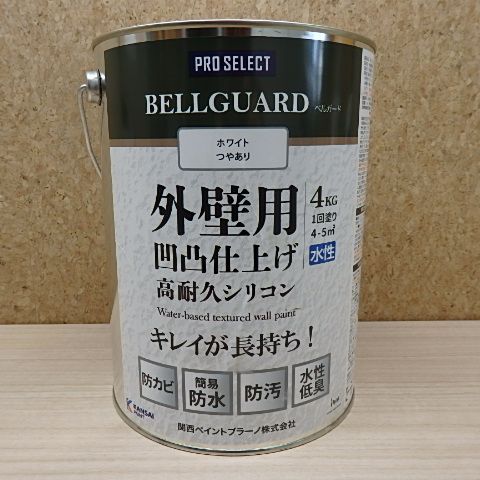 PRO SELECT
BELLGUARD ベルガード
ホワイト
つやあり
外壁用
4KG
1回塗り
4-5㎡
水性
凹凸仕上げ
高耐久シリコン
Water-based textured wall paint
キレイが長持ち！
防カビ
簡易
防水
防汚
水性
低臭
KANSAI
PAINT
関西ペイントプラーノ株式会社